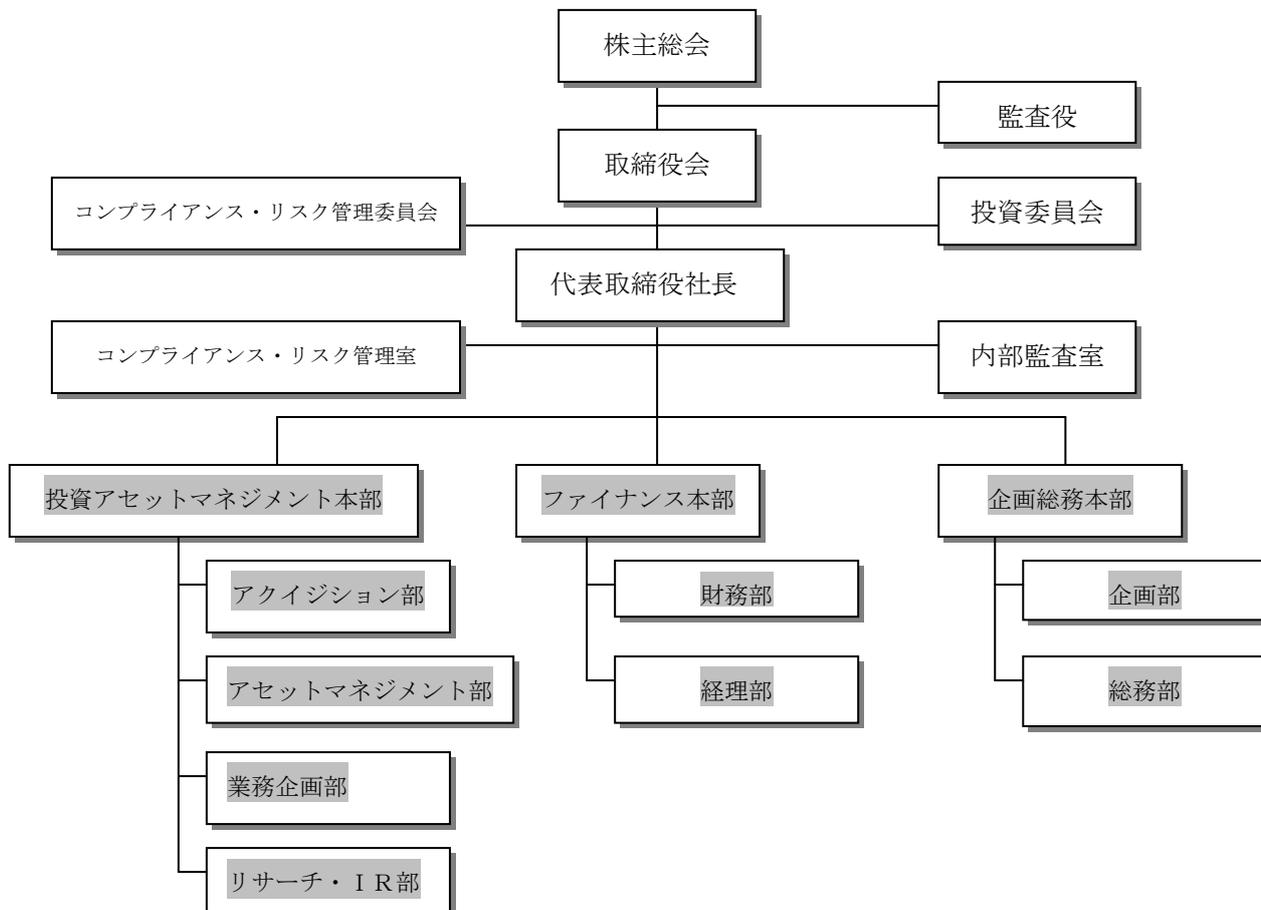 株主総会
監査役
取締役会
コンプライアンス・リスク管理委員会
投資委員会
代表取締役社長
コンプライアンス・リスク管理室
内部監査室
投資アセットマネジメント本部
ファイナンス本部
企画総務本部
アクイジション部
財務部
企画部
アセットマネジメント部
経理部
総務部
業務企画部
リサーチ・ＩＲ部